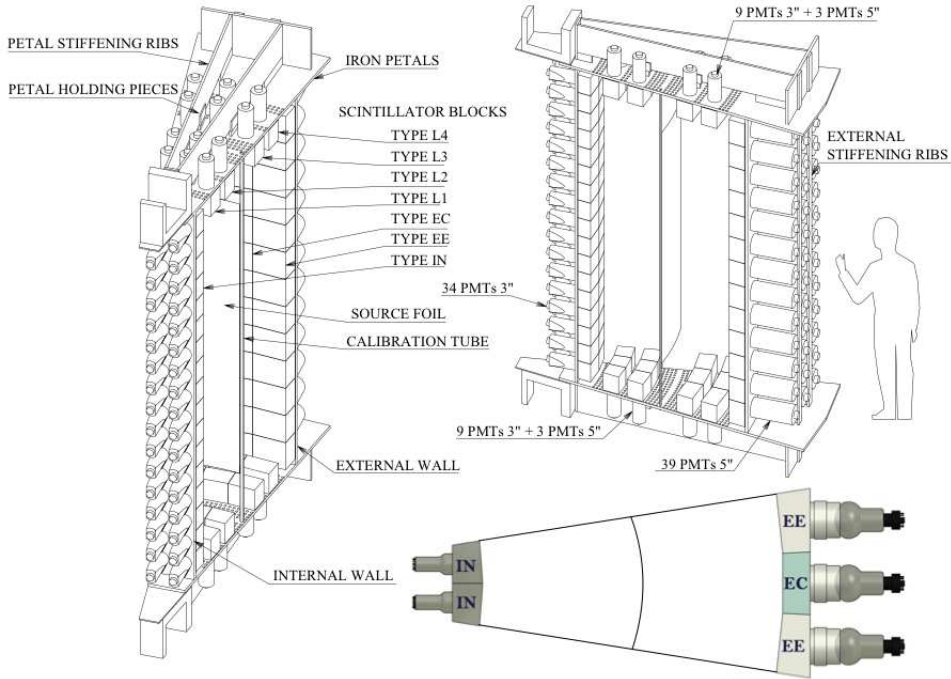 PETAL STIFFENING RIBS
PETAL HOLDING PIECES
IRON PETALS
SCINTILLATOR BLOCKS
TYPE L4
TYPE L3
TYPE L2
TYPE L1
TYPE EC
TYPE EE
TYPE IN
SOURCE FOIL
CALIBRATION TUBE
EXTERNAL WALL
INTERNAL WALL
9 PMTS 3" + 3 PMTS 5"
EXTERNAL
STIFFENING RIBS
34 PMTS 3"
9 PMTS 3" + 3 PMTS 5"
39 PMTS 5"
IN
IN
EE
EC
EE